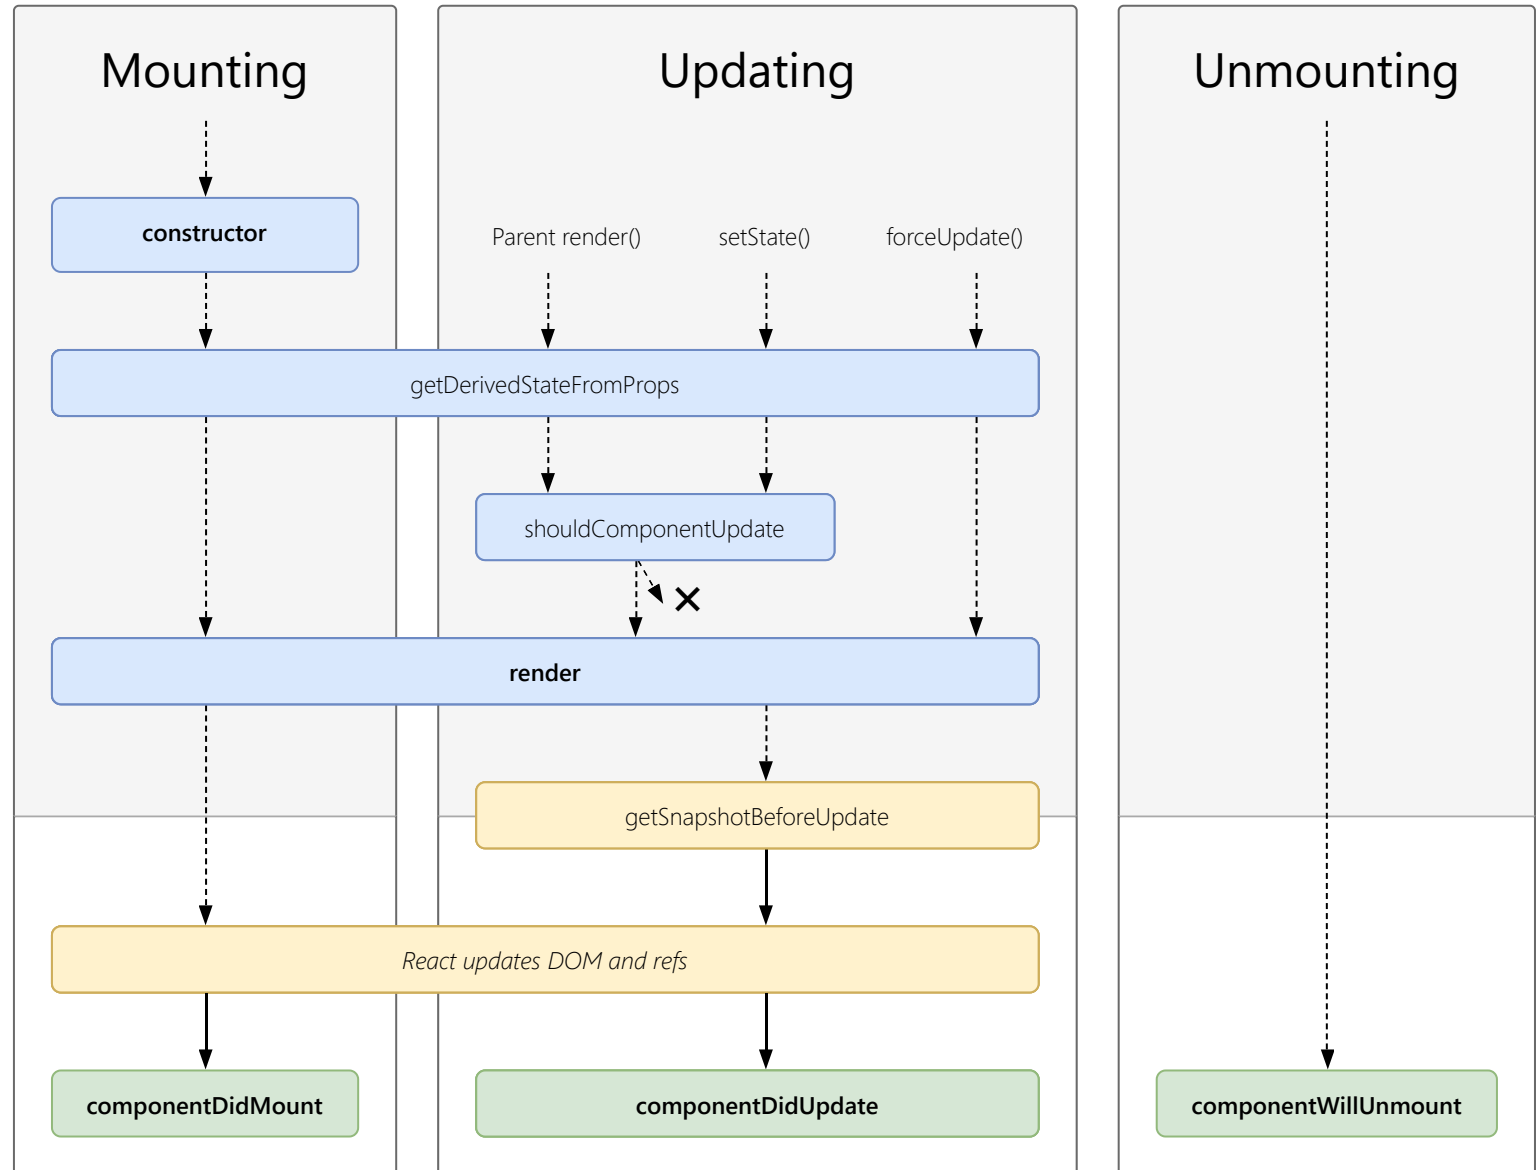 Mounting
Updating
Unmounting
constructor
Parent render()
setState()
forceUpdate()
getDerivedStateFromProps
shouldComponentUpdate
render
getSnapshotBeforeUpdate
React updates DOM and refs
componentDidMount
componentDidUpdate
componentWillUnmount